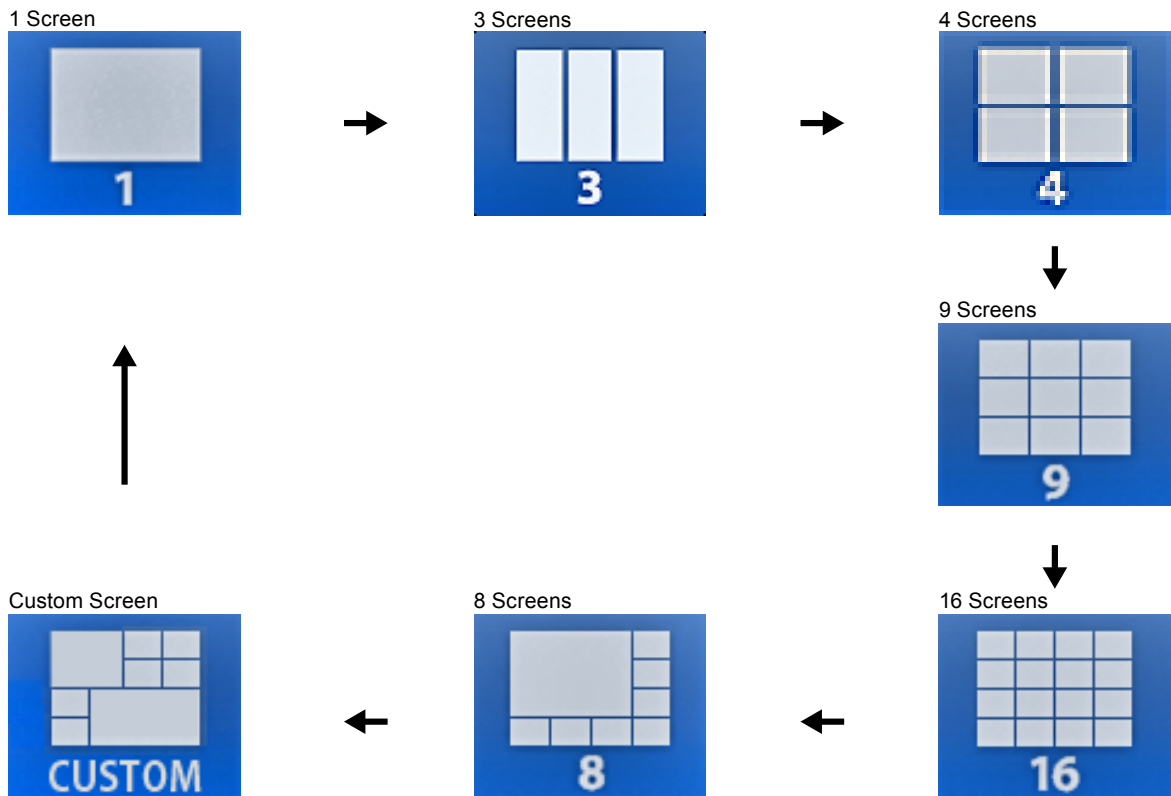 1 Screen
3 Screens
4 Screens
1
3
4
9 Screens
9
Custom Screen
8 Screens
16 Screens
CUSTOM
8
16